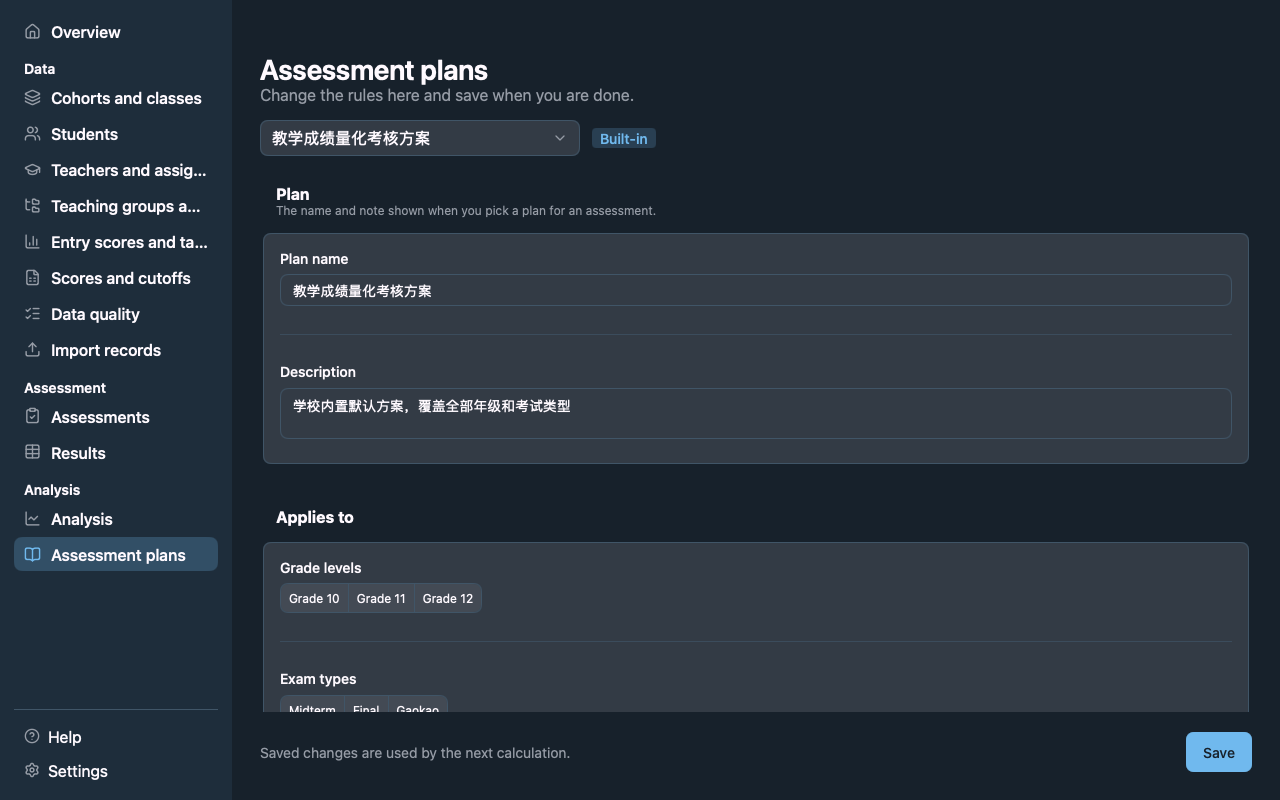 Overview
Data
Cohorts and classes
Students
Teachers and assig...
Teaching groups a...
Entry scores and ta...
Scores and cutoffs
Data quality
Import records
Assessment
Assessments
Results
Analysis
Analysis
Assessment plans
Help
Settings
Assessment plans
Change the rules here and save when you are done.
教学成绩量化考核方案
Built-in
Plan
The name and note shown when you pick a plan for an assessment.
Plan name
教学成绩量化考核方案
Description
学校内置默认方案，覆盖全部年级和考试类型
Applies to
Grade levels
Grade 10 Grade 11 Grade 12
Exam types
Midterm Final Gaokao
Saved changes are used by the next calculation.
Save